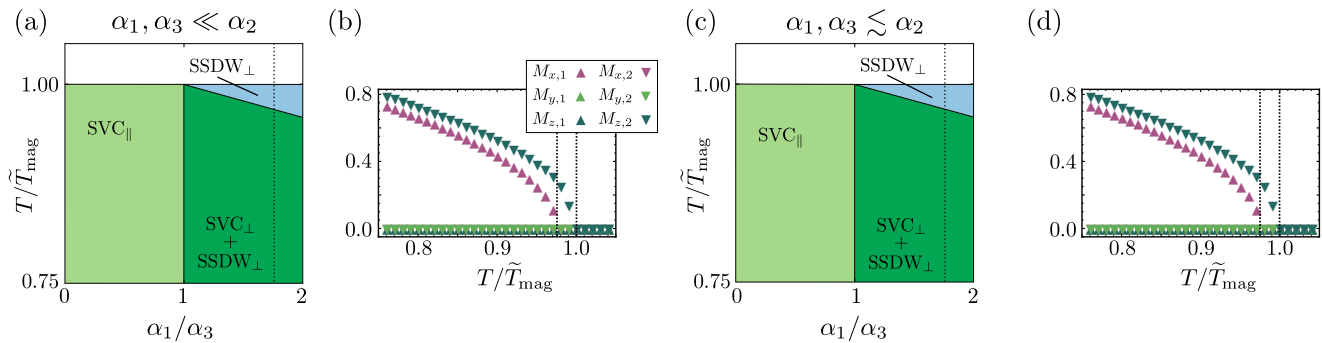 (a)
α₁, α₃ ≪ α₂
T/T̃mag
1.00
0.75
SSDW⊥
SVC∥
SVC⊥
+
SSDW⊥
0 1 2
α₁/α₃
(b)
Mx,1 Mx,2
My,1 My,2
Mz,1 Mz,2
0.8
0.4
0.0
0.8 0.9 1.0
T/T̃mag
(c)
α₁, α₃ ≲ α₂
T/T̃mag
1.00
0.75
SSDW⊥
SVC∥
SVC⊥
+
SSDW⊥
0 1 2
α₁/α₃
(d)
0.8
0.4
0.0
0.8 0.9 1.0
T/T̃mag